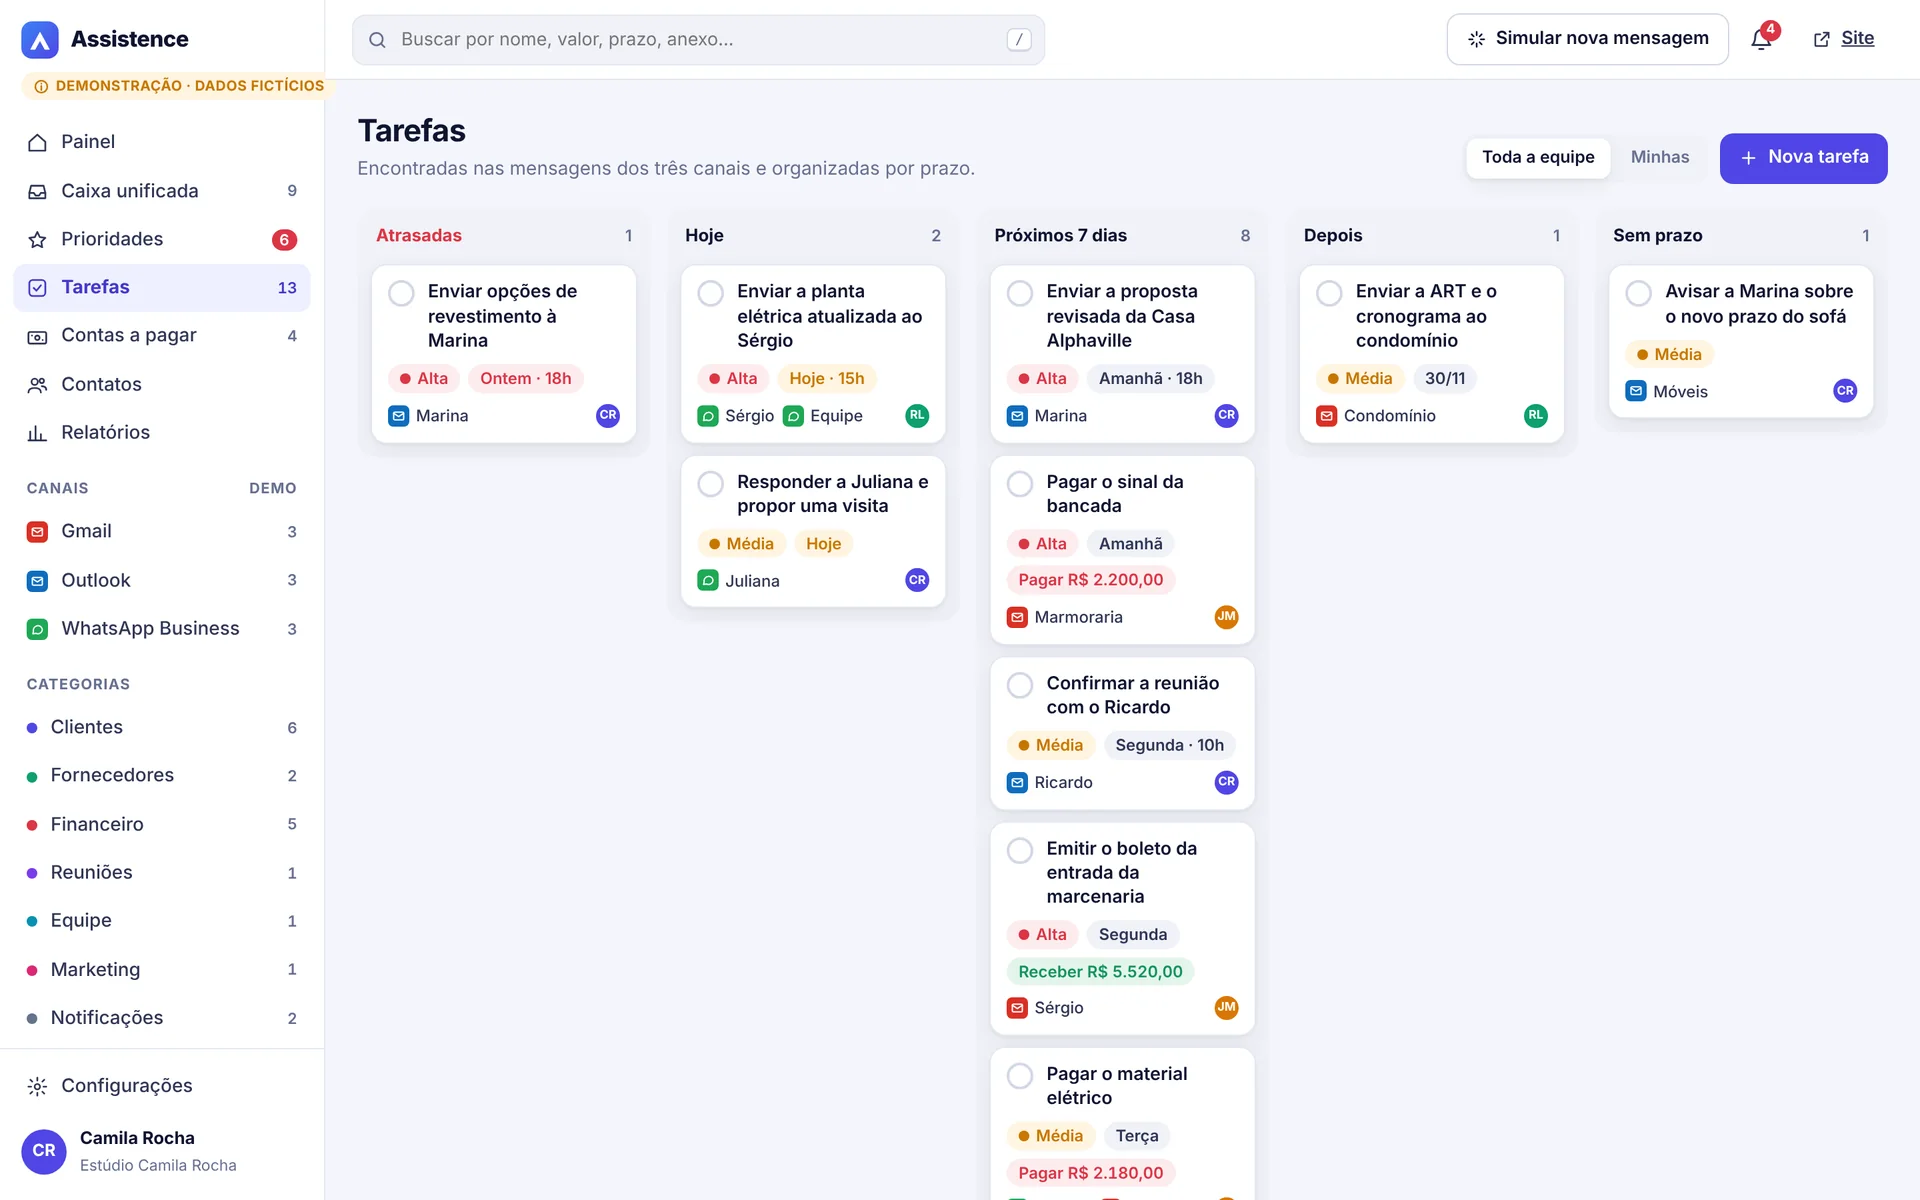 Assistence
DEMONSTRAÇÃO · DADOS FICTÍCIOS
Painel
Caixa unificada 9
Prioridades 6
Tarefas 13
Contas a pagar 4
Contatos
Relatórios
CANAIS DEMO
Gmail 3
Outlook 3
WhatsApp Business 3
CATEGORIAS
Clientes 6
Fornecedores 2
Financeiro 5
Reuniões 1
Equipe 1
Marketing 1
Notificações 2
Configurações
CR
Camila Rocha
Estúdio Camila Rocha
Buscar por nome, valor, prazo, anexo... /
Simular nova mensagem
4
Site
Tarefas
Encontradas nas mensagens dos três canais e organizadas por prazo.
Toda a equipe
Minhas
+ Nova tarefa
Atrasadas 1
Enviar opções de
revestimento à
Marina
Alta Ontem · 18h
Marina CR
Hoje 2
Enviar a planta
elétrica atualizada ao
Sérgio
Alta Hoje · 15h
Sérgio Equipe RL
Responder a Juliana e
propor uma visita
Média Hoje
Juliana CR
Próximos 7 dias 8
Enviar a proposta
revisada da Casa
Alphaville
Alta Amanhã · 18h
Marina CR
Pagar o sinal da
bancada
Alta Amanhã
Pagar R$ 2.200,00
Marmoraria JM
Confirmar a reunião
com o Ricardo
Média Segunda · 10h
Ricardo CR
Emitir o boleto da
entrada da
marcenaria
Alta Segunda
Receber R$ 5.520,00
Sérgio JM
Pagar o material
elétrico
Média Terça
Pagar R$ 2.180,00
Depois 1
Enviar a ART e o
cronograma ao
condomínio
Média 30/11
Condomínio RL
Sem prazo 1
Avisar a Marina sobre
o novo prazo do sofá
Média
Móveis CR